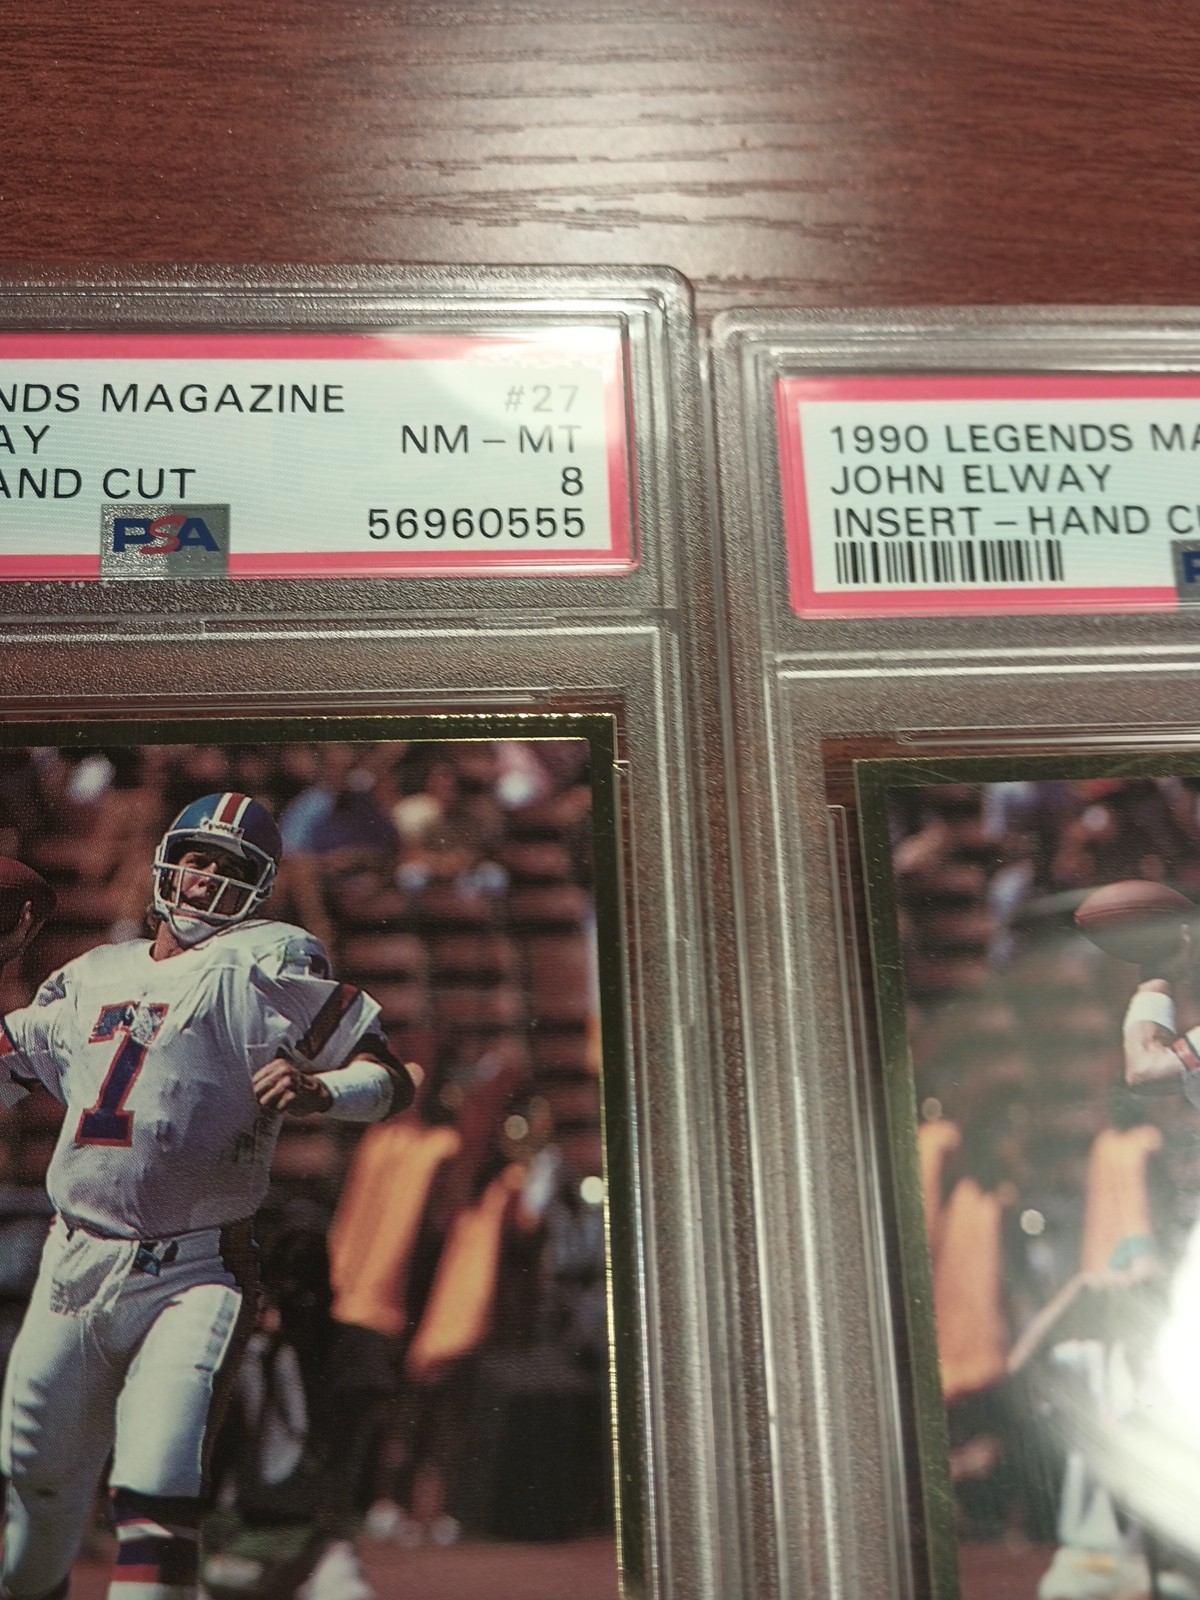 NDS MAGAZINE #27
AY NM – MT
AND CUT 8
PSA 56960555
1990 LEGENDS MA
JOHN ELWAY
INSERT – HAND C
7